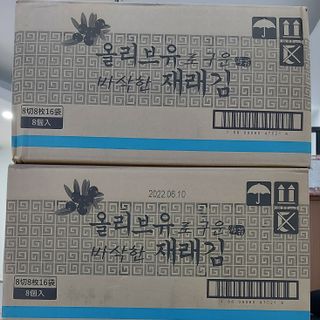 올리브유로 구운
바삭한 재래김
8切8枚16袋
8個入
2022.06.10
올리브유로 구운
바삭한 재래김
8切8枚16袋
8個入